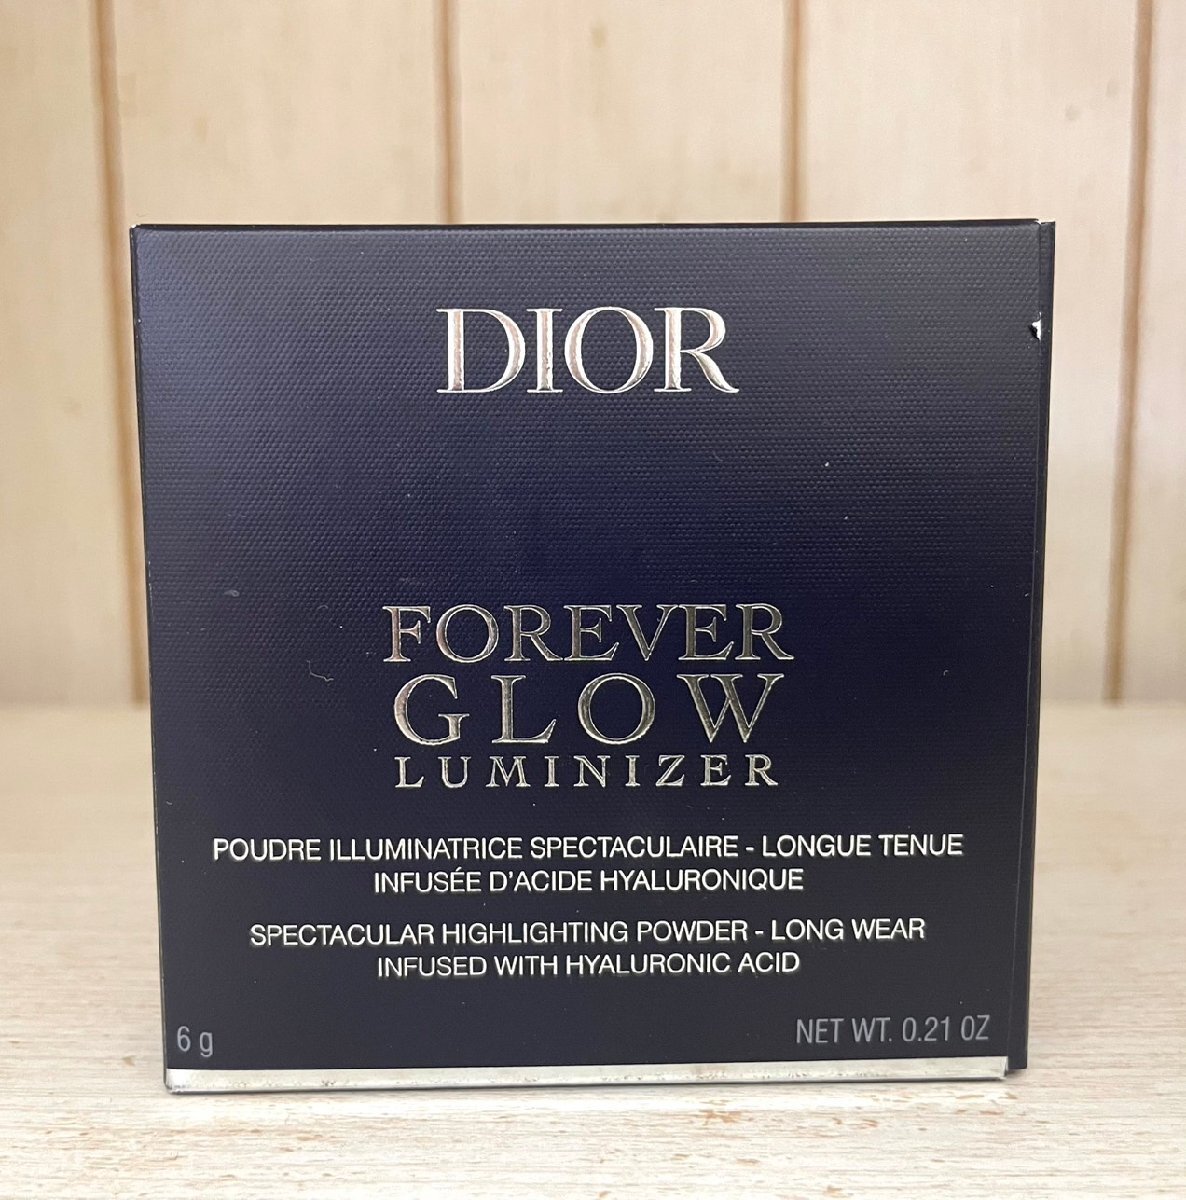 DIOR
FOREVER
GLOW
LUMINIZER
POUDRE ILLUMINATRICE SPECTACULAIRE - LONGUE TENUE
INFUSÉE D'ACIDE HYALURONIQUE
SPECTACULAR HIGHLIGHTING POWDER - LONG WEAR
INFUSED WITH HYALURONIC ACID
6 g
NET WT. 0.21 OZ